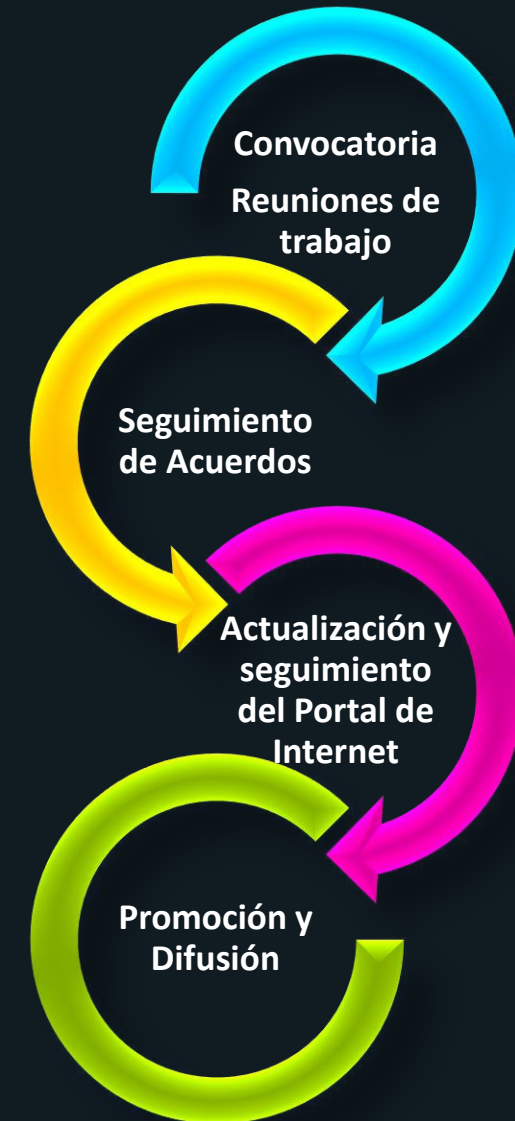 Convocatoria
Reuniones de
trabajo
Seguimiento
de Acuerdos
Actualización y
seguimiento
del Portal de
Internet
Promoción y
Difusión